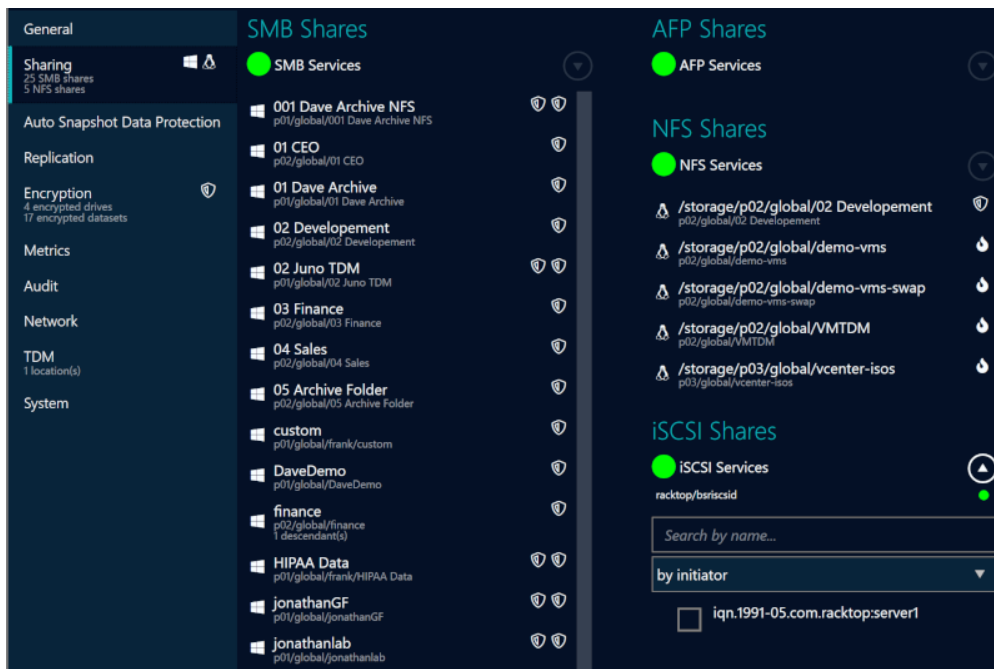 General
Sharing
25 SMB shares
5 NFS shares
Auto Snapshot Data Protection
Replication
Encryption
4 encrypted drives
17 encrypted datasets
Metrics
Audit
Network
TDM
1 location(s)
System
SMB Shares
SMB Services
001 Dave Archive NFS
p01/global/001 Dave Archive NFS
01 CEO
p02/global/01 CEO
01 Dave Archive
p01/global/01 Dave Archive
02 Developement
p02/global/02 Developement
02 Juno TDM
p01/global/02 Juno TDM
03 Finance
p02/global/03 Finance
04 Sales
p02/global/04 Sales
05 Archive Folder
p02/global/05 Archive Folder
custom
p01/global/frank/custom
DaveDemo
p01/global/DaveDemo
finance
p02/global/finance
1 descendant(s)
HIPAA Data
p01/global/frank/HIPAA Data
jonathanGF
p01/global/jonathanGF
jonathanlab
p01/global/jonathanlab
AFP Shares
AFP Services
NFS Shares
NFS Services
/storage/p02/global/02 Developement
p02/global/02 Developement
/storage/p02/global/demo-vms
p02/global/demo-vms
/storage/p02/global/demo-vms-swap
p02/global/demo-vms-swap
/storage/p02/global/VMTDM
p02/global/VMTDM
/storage/p03/global/vcenter-isos
p03/global/vcenter-isos
iSCSI Shares
iSCSI Services
racktop/bsriscsid
Search by name...
by initiator
iqn.1991-05.com.racktop:server1